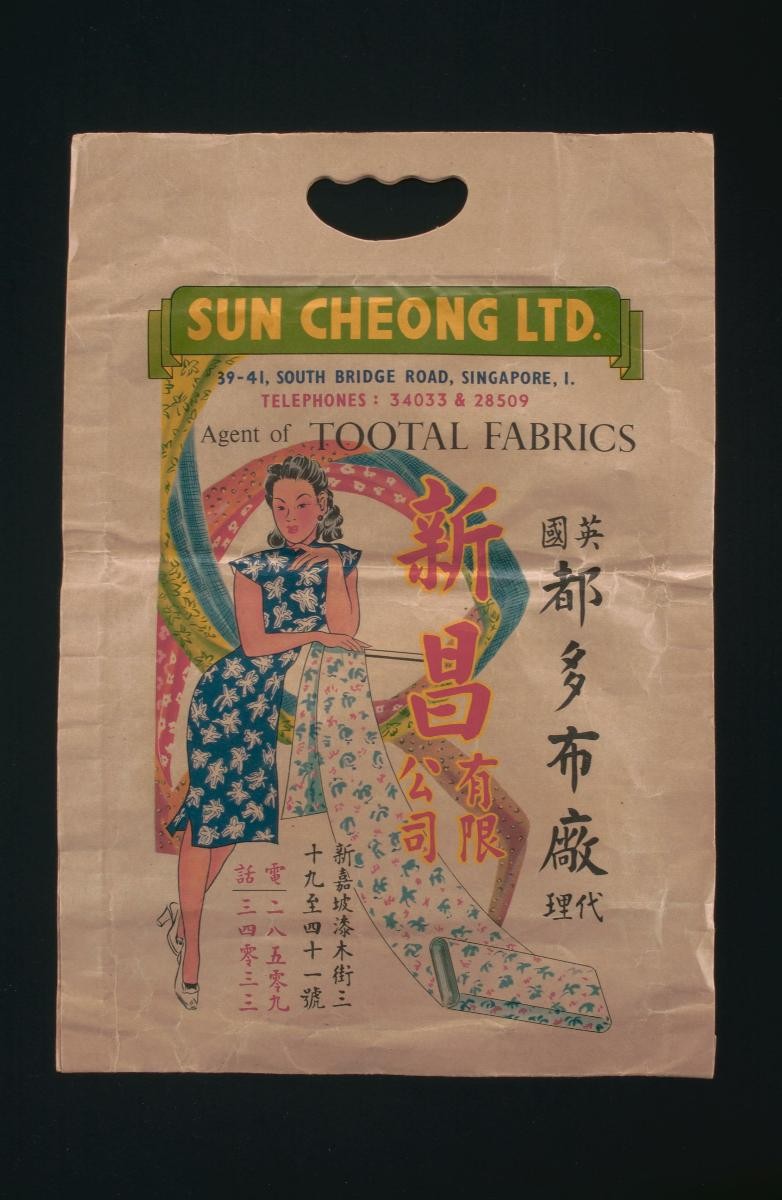 SUN CHEONG LTD.
39-41, SOUTH BRIDGE ROAD, SINGAPORE, 1.
TELEPHONES : 34033 & 28509
Agent of TOOTAL FABRICS
英國
都多布廠
代理
新昌
有限
公司
新嘉坡漆木街三
十九至四十一號
電話
二八五零九
三四零三三